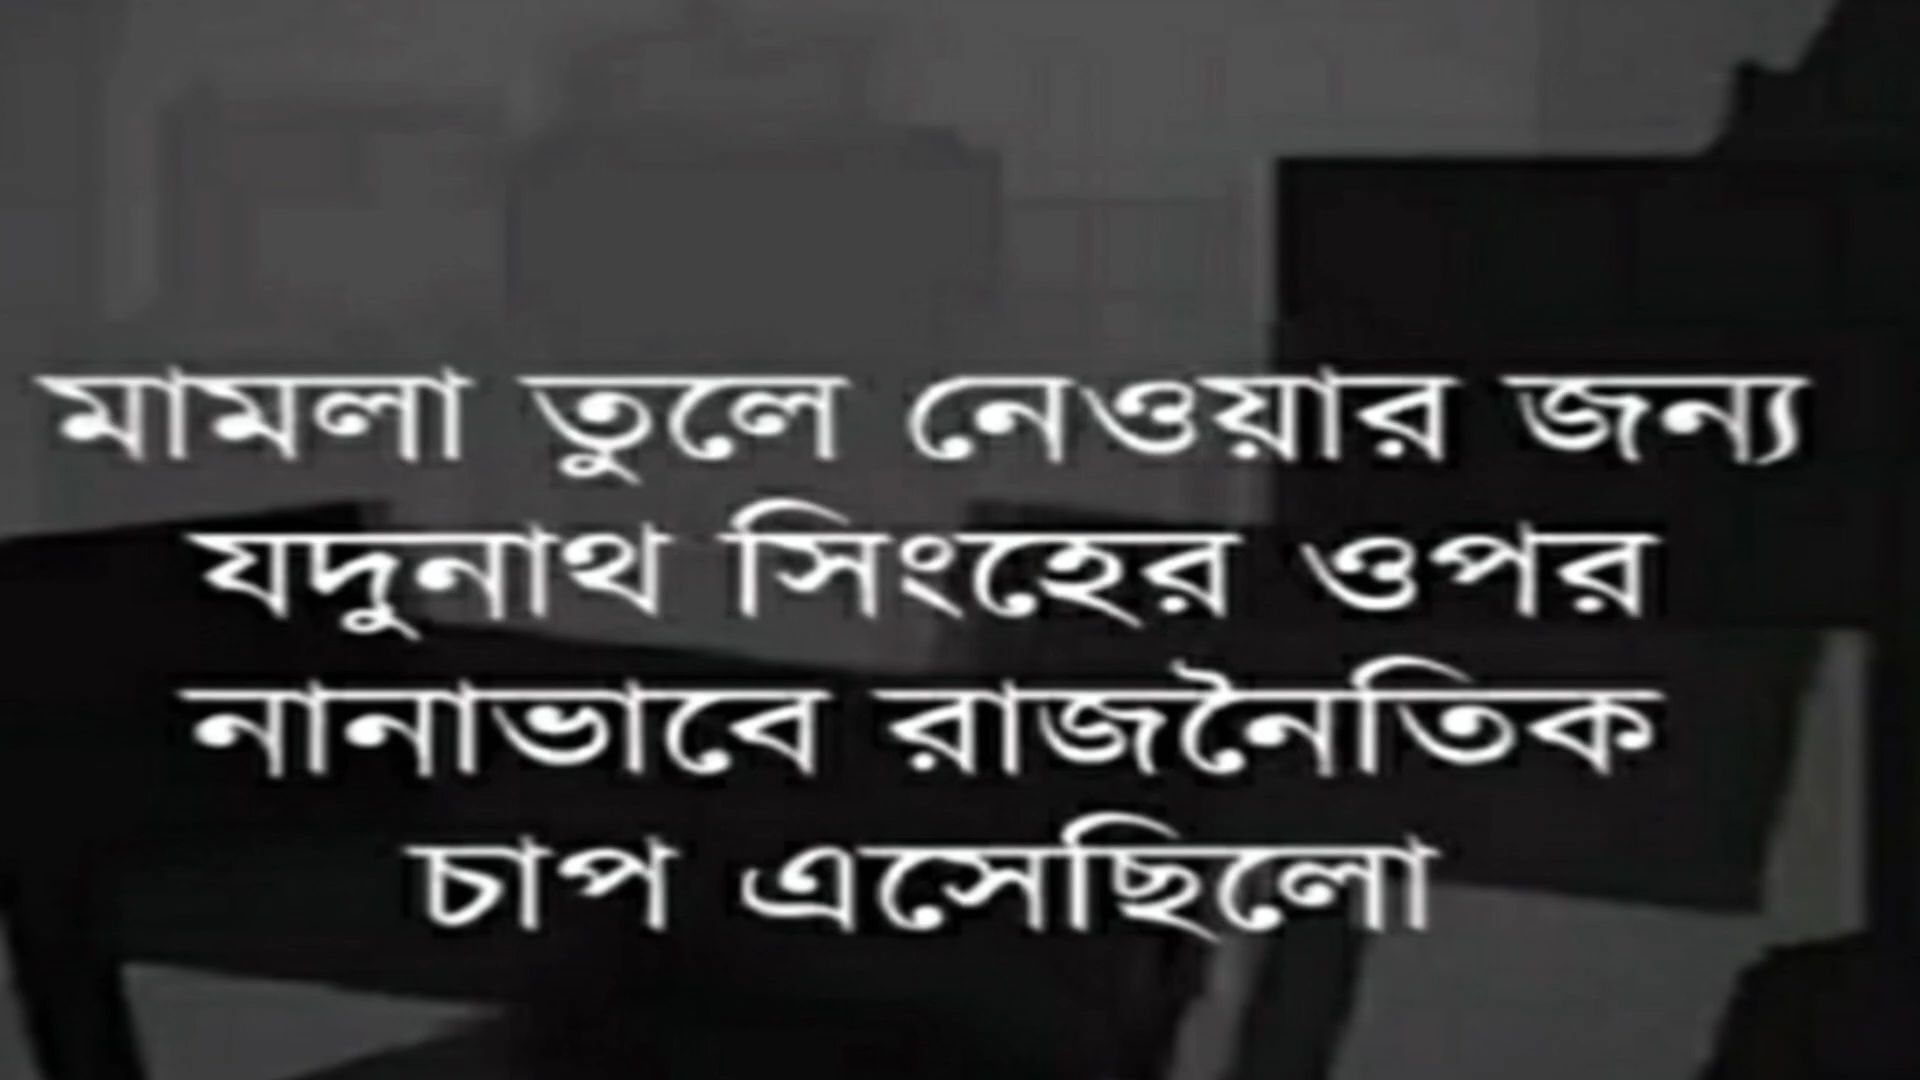 মামলা তুলে নেওয়ার জন্য
যদুনাথ সিংহের ওপর
নানাভাবে রাজনৈতিক
চাপ এসেছিলো